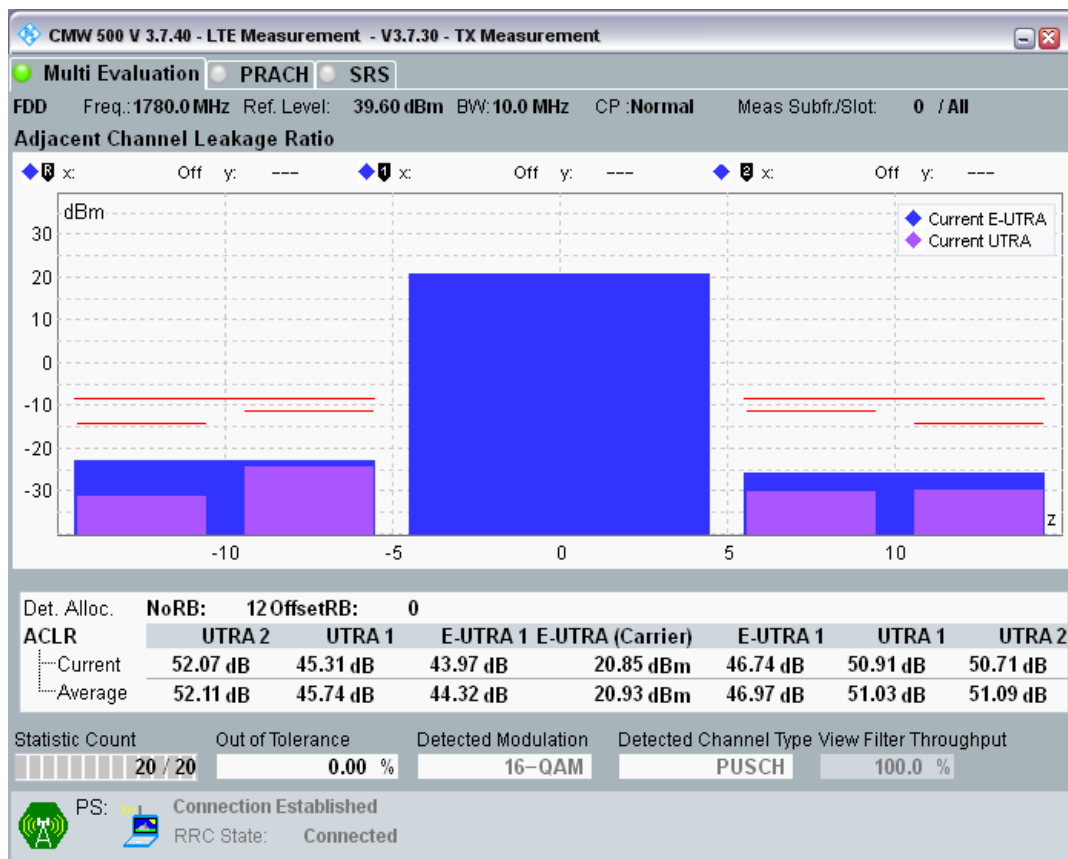 CMW 500 V 3.7.40 - LTE Measurement - V3.7.30 - TX Measurement
Multi Evaluation PRACH SRS
FDD Freq.: 1780.0 MHz Ref. Level: 39.60 dBm BW: 10.0 MHz CP :Normal Meas Subfr./Slot: 0 / All
Adjacent Channel Leakage Ratio
R x: Off y: --- 1 x: Off y: --- 2 x: Off y: ---
dBm
Current E-UTRA
Current UTRA
30
20
10
0
-10
-20
-30
z
-10 -5 0 5 10
Det. Alloc. NoRB: 12 OffsetRB: 0
ACLR UTRA 2 UTRA 1 E-UTRA 1 E-UTRA (Carrier) E-UTRA 1 UTRA 1 UTRA 2
Current 52.07 dB 45.31 dB 43.97 dB 20.85 dBm 46.74 dB 50.91 dB 50.71 dB
Average 52.11 dB 45.74 dB 44.32 dB 20.93 dBm 46.97 dB 51.03 dB 51.09 dB
Statistic Count Out of Tolerance Detected Modulation Detected Channel Type View Filter Throughput
20 / 20 0.00 % 16-QAM PUSCH 100.0 %
PS: Connection Established
RRC State: Connected